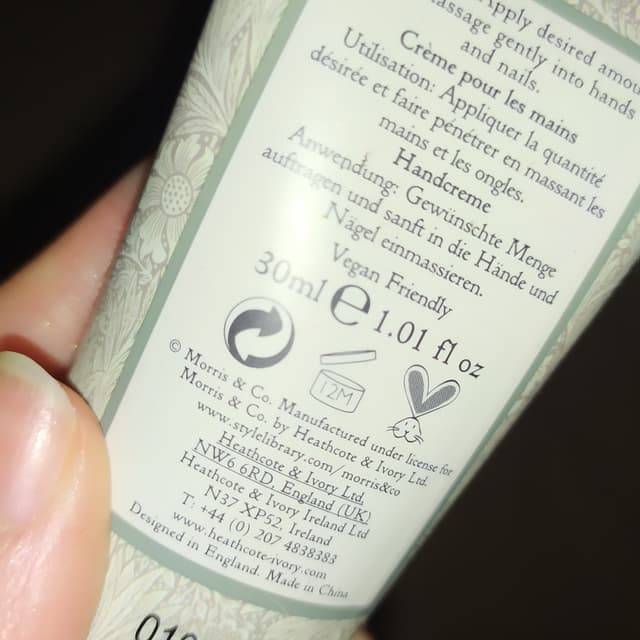 Apply desired
massage gently into hands
and nails.
Crème pour les mains
Utilisation: Appliquer la quantité
désirée et faire pénétrer en massant les
mains et les ongles.
Handcreme
Anwendung: Gewünschte Menge
auftragen und sanft in die Hände und
Nägel einmassieren.
Vegan Friendly
30ml e 1.01 fl oz
12M
© Morris & Co. Manufactured under license for
Morris & Co. by Heathcote & Ivory Ltd.
www.stylelibrary.com/morris&co
Heathcote & Ivory Ltd.
NW6 6RD, England (UK)
Heathcote & Ivory Ireland Ltd
N37 XP52, Ireland
T: +44 (0) 207 4838383
www.heathcote-ivory.com
Designed in England. Made in China